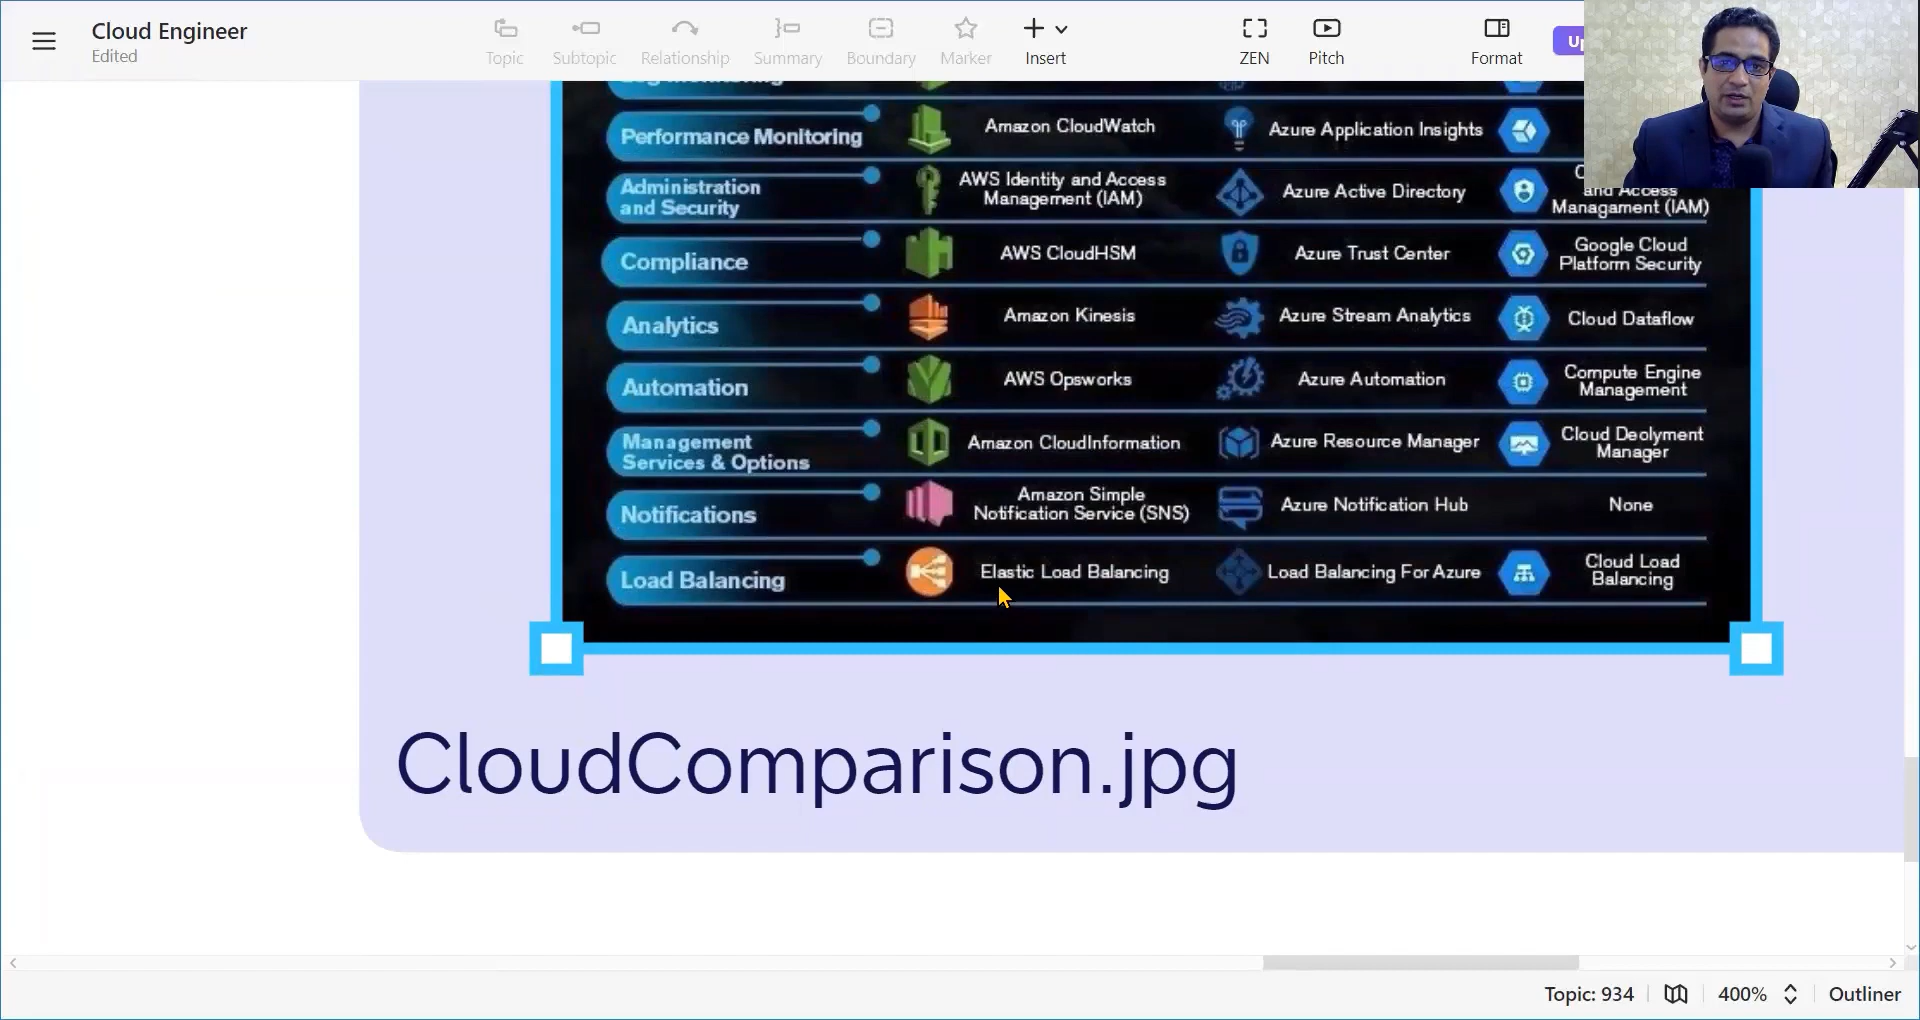 Cloud Engineer
Edited
Topic
Subtopic
Relationship
Summary
Boundary
Marker
Insert
ZEN
Pitch
Format
Performance Monitoring
Amazon CloudWatch
Azure Application Insights
Administration
and Security
AWS Identity and Access
Management (IAM)
Azure Active Directory
and Access
Managament (IAM)
Compliance
AWS CloudHSM
Azure Trust Center
Google Cloud
Platform Security
Analytics
Amazon Kinesis
Azure Stream Analytics
Cloud Dataflow
Automation
AWS Opsworks
Azure Automation
Compute Engine
Management
Management
Services & Options
Amazon CloudInformation
Azure Resource Manager
Cloud Deolyment
Manager
Notifications
Amazon Simple
Notification Service (SNS)
Azure Notification Hub
None
Load Balancing
Elastic Load Balancing
Load Balancing For Azure
Cloud Load
Balancing
CloudComparison.jpg
Topic: 934
400%
Outliner